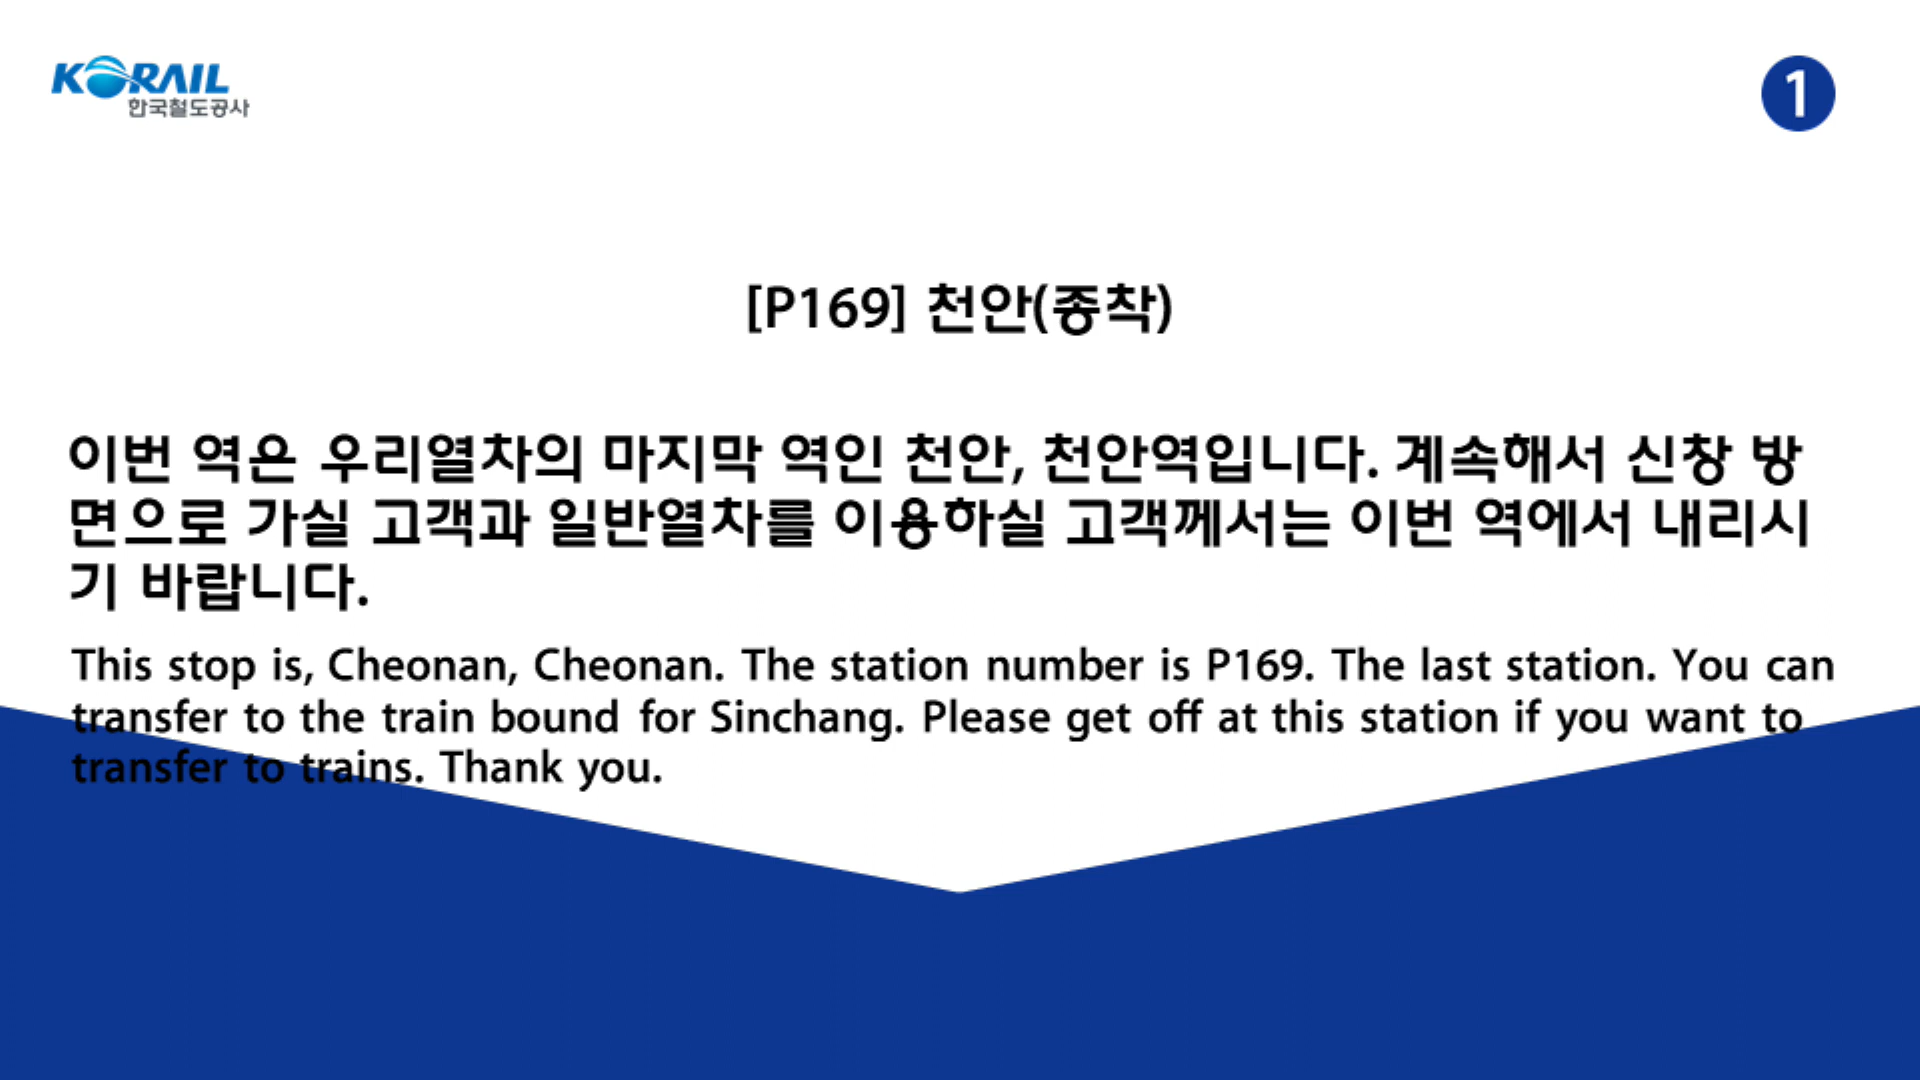 KORAIL
한국철도공사
1
[P169] 천안(종착)
이번 역은 우리열차의 마지막 역인 천안, 천안역입니다. 계속해서 신창 방
면으로 가실 고객과 일반열차를 이용하실 고객께서는 이번 역에서 내리시
기 바랍니다.
This stop is, Cheonan, Cheonan. The station number is P169. The last station. You can
transfer to the train bound for Sinchang. Please get off at this station if you want to
transfer to trains. Thank you.